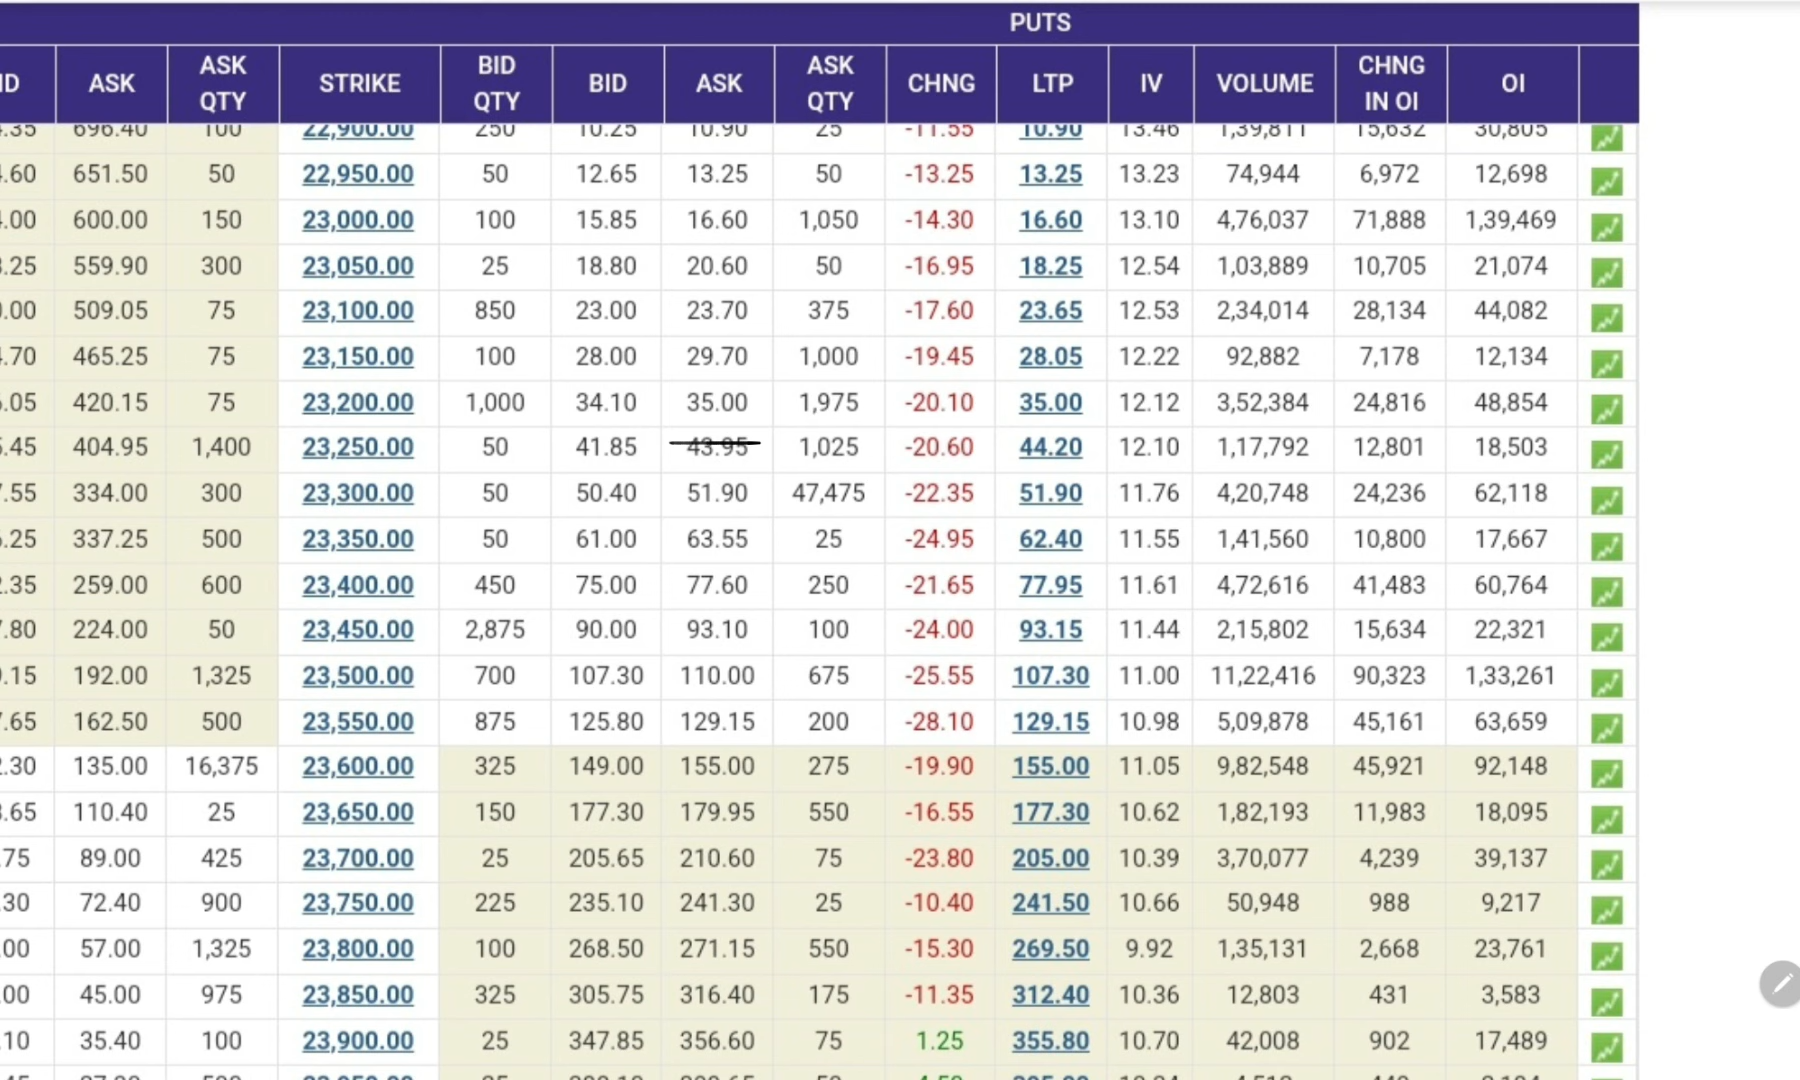 PUTS
ID ASK ASK QTY STRIKE BID QTY BID ASK ASK QTY CHNG LTP IV VOLUME CHNG IN OI OI
.35 696.40 100 22,900.00 250 10.25 10.90 25 -11.55 10.90 13.46 1,39,811 15,632 30,805
.60 651.50 50 22,950.00 50 12.65 13.25 50 -13.25 13.25 13.23 74,944 6,972 12,698
.00 600.00 150 23,000.00 100 15.85 16.60 1,050 -14.30 16.60 13.10 4,76,037 71,888 1,39,469
.25 559.90 300 23,050.00 25 18.80 20.60 50 -16.95 18.25 12.54 1,03,889 10,705 21,074
.00 509.05 75 23,100.00 850 23.00 23.70 375 -17.60 23.65 12.53 2,34,014 28,134 44,082
.70 465.25 75 23,150.00 100 28.00 29.70 1,000 -19.45 28.05 12.22 92,882 7,178 12,134
.05 420.15 75 23,200.00 1,000 34.10 35.00 1,975 -20.10 35.00 12.12 3,52,384 24,816 48,854
.45 404.95 1,400 23,250.00 50 41.85 43.95 1,025 -20.60 44.20 12.10 1,17,792 12,801 18,503
.55 334.00 300 23,300.00 50 50.40 51.90 47,475 -22.35 51.90 11.76 4,20,748 24,236 62,118
.25 337.25 500 23,350.00 50 61.00 63.55 25 -24.95 62.40 11.55 1,41,560 10,800 17,667
.35 259.00 600 23,400.00 450 75.00 77.60 250 -21.65 77.95 11.61 4,72,616 41,483 60,764
.80 224.00 50 23,450.00 2,875 90.00 93.10 100 -24.00 93.15 11.44 2,15,802 15,634 22,321
.15 192.00 1,325 23,500.00 700 107.30 110.00 675 -25.55 107.30 11.00 11,22,416 90,323 1,33,261
.65 162.50 500 23,550.00 875 125.80 129.15 200 -28.10 129.15 10.98 5,09,878 45,161 63,659
.30 135.00 16,375 23,600.00 325 149.00 155.00 275 -19.90 155.00 11.05 9,82,548 45,921 92,148
.65 110.40 25 23,650.00 150 177.30 179.95 550 -16.55 177.30 10.62 1,82,193 11,983 18,095
.75 89.00 425 23,700.00 25 205.65 210.60 75 -23.80 205.00 10.39 3,70,077 4,239 39,137
.30 72.40 900 23,750.00 225 235.10 241.30 25 -10.40 241.50 10.66 50,948 988 9,217
.00 57.00 1,325 23,800.00 100 268.50 271.15 550 -15.30 269.50 9.92 1,35,131 2,668 23,761
.00 45.00 975 23,850.00 325 305.75 316.40 175 -11.35 312.40 10.36 12,803 431 3,583
.10 35.40 100 23,900.00 25 347.85 356.60 75 1.25 355.80 10.70 42,008 902 17,489